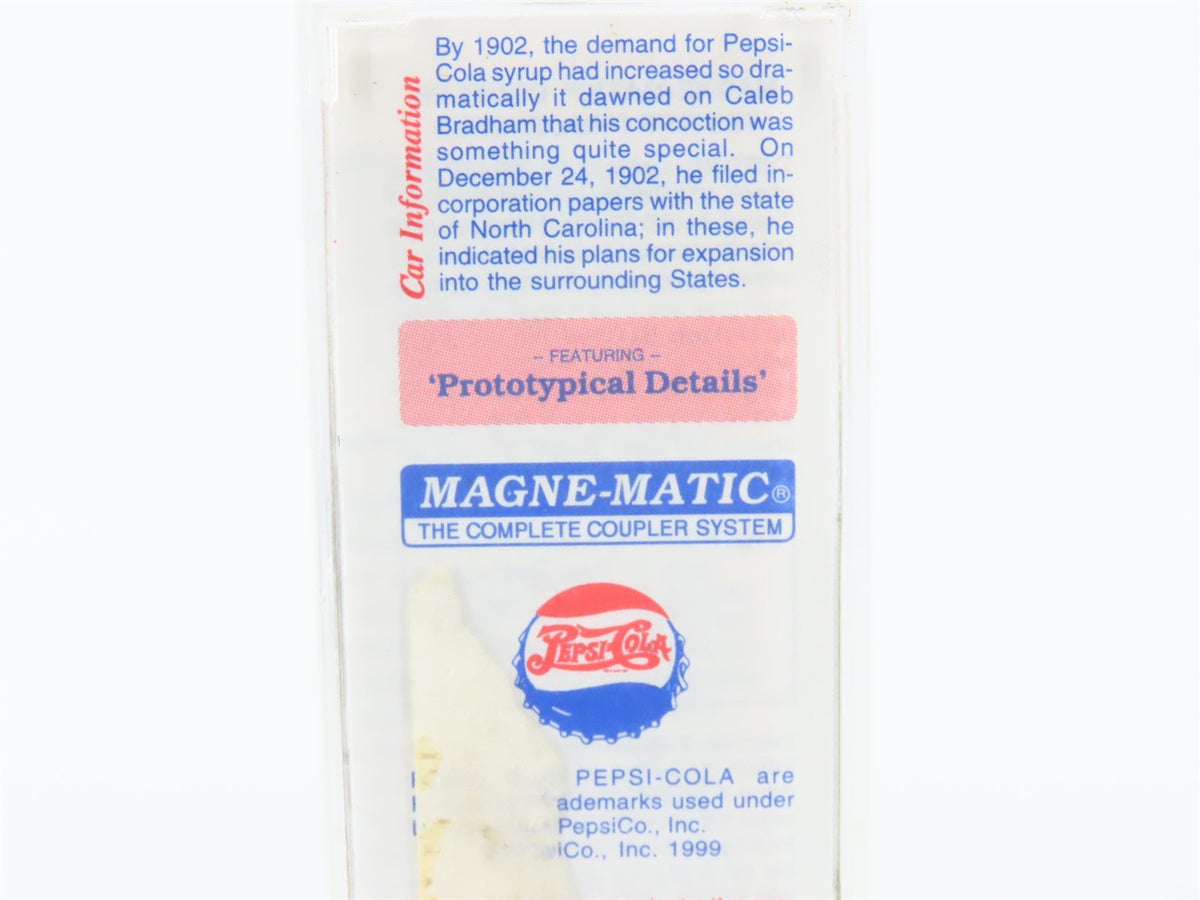 Car Information
By 1902, the demand for Pepsi-
Cola syrup had increased so dra-
matically it dawned on Caleb
Bradham that his concoction was
something quite special. On
December 24, 1902, he filed in-
corporation papers with the state
of North Carolina; in these, he
indicated his plans for expansion
into the surrounding States.
– FEATURING –
‘Prototypical Details’
MAGNE-MATIC®
THE COMPLETE COUPLER SYSTEM
PEPSI-COLA
PEPSI-COLA are
ademarks used under
PepsiCo., Inc.
iCo., Inc. 1999